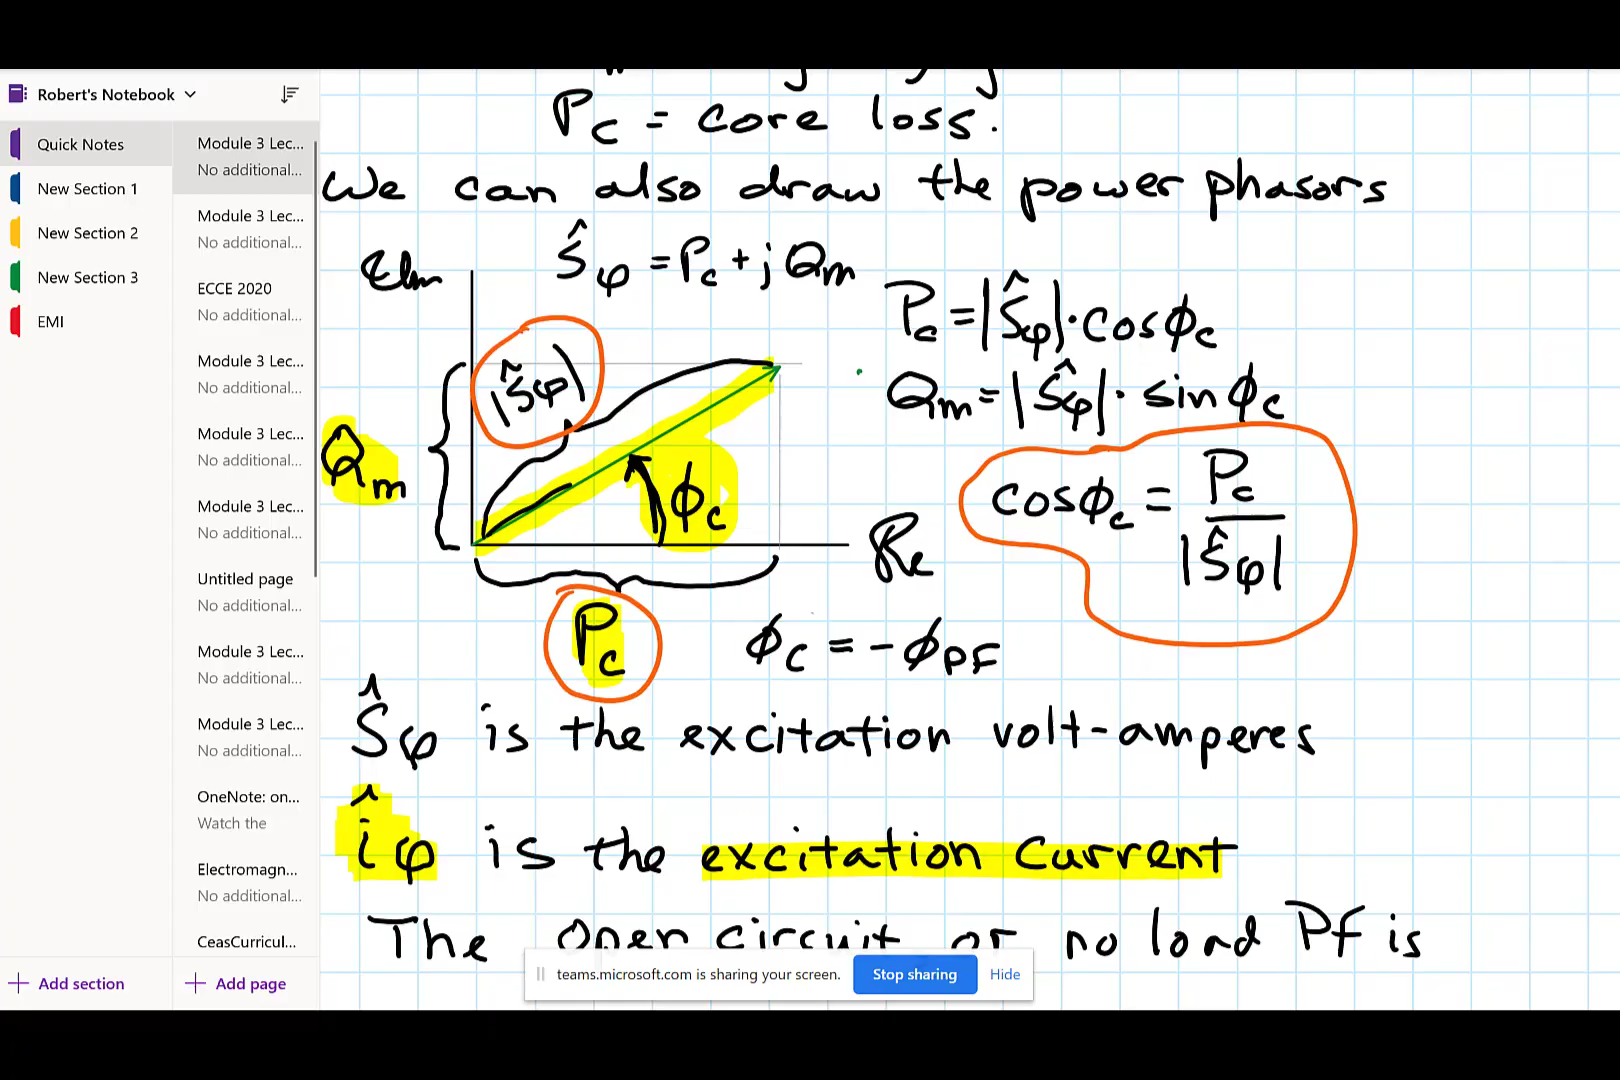 Robert's Notebook
Quick Notes
New Section 1
New Section 2
New Section 3
EMI
Add section
Module 3 Lec...
No additional...
Module 3 Lec...
No additional...
ECCE 2020
No additional...
Module 3 Lec...
No additional...
Module 3 Lec...
No additional...
Module 3 Lec...
No additional...
Untitled page
No additional...
Module 3 Lec...
No additional...
Module 3 Lec...
No additional...
OneNote: on...
Watch the
Electromagn...
No additional...
CeasCurricul...
Add page
Pc = core loss.
We can also draw the power phasors
Ŝφ = Pc + jQm
Pc = |Ŝφ|·cosϕc
|Ŝφ|
Qm = |Ŝφ|·sinϕc
Qm
ϕc
Re
cosϕc = Pc / |Ŝφ|
Pc
ϕc = -ϕPF
Ŝφ is the excitation volt-amperes
îφ is the excitation current
The open circuit or no load Pf is
teams.microsoft.com is sharing your screen.
Stop sharing
Hide